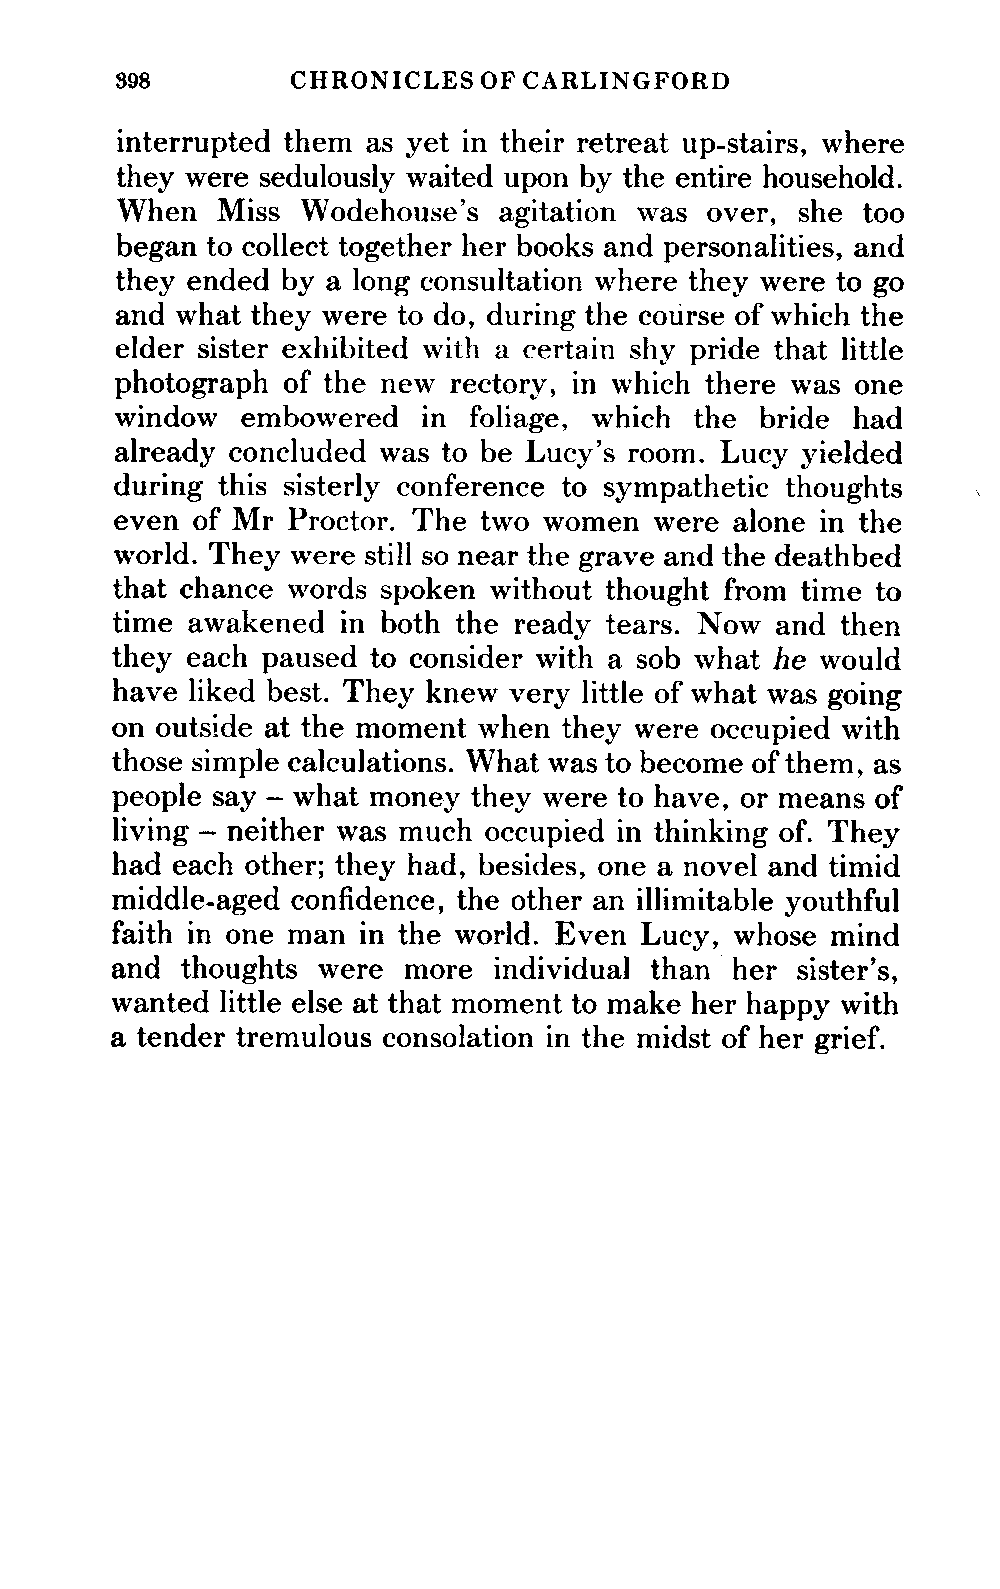 398 CHRONICLES OF CARLINGFORD
interrupted them as yet in their retreat up-stairs, where
they were sedulously waited upon by the entire household.
When Miss Wodehouse's agitation was over, she too
began to collect together her books and personalities, and
they ended by a long consultation where they were to go
and what they were to do, during the course of which the
elder sister exhibited with a certain shy pride that little
photograph of the new rectory, in which there was one
window embowered in foliage, which the bride had
already concluded was to be Lucy's room. Lucy yielded
during this sisterly conference to sympathetic thoughts
even of Mr Proctor. The two women were alone in the
world. They were still so near the grave and the deathbed
that chance words spoken without thought from time to
time awakened in both the ready tears. Now and then
they each paused to consider with a sob what he would
have liked best. They knew very little of what was going
on outside at the moment when they were occupied with
those simple calculations. What was to become of them, as
people say – what money they were to have, or means of
living – neither was much occupied in thinking of. They
had each other; they had, besides, one a novel and timid
middle-aged confidence, the other an illimitable youthful
faith in one man in the world. Even Lucy, whose mind
and thoughts were more individual than her sister's,
wanted little else at that moment to make her happy with
a tender tremulous consolation in the midst of her grief.